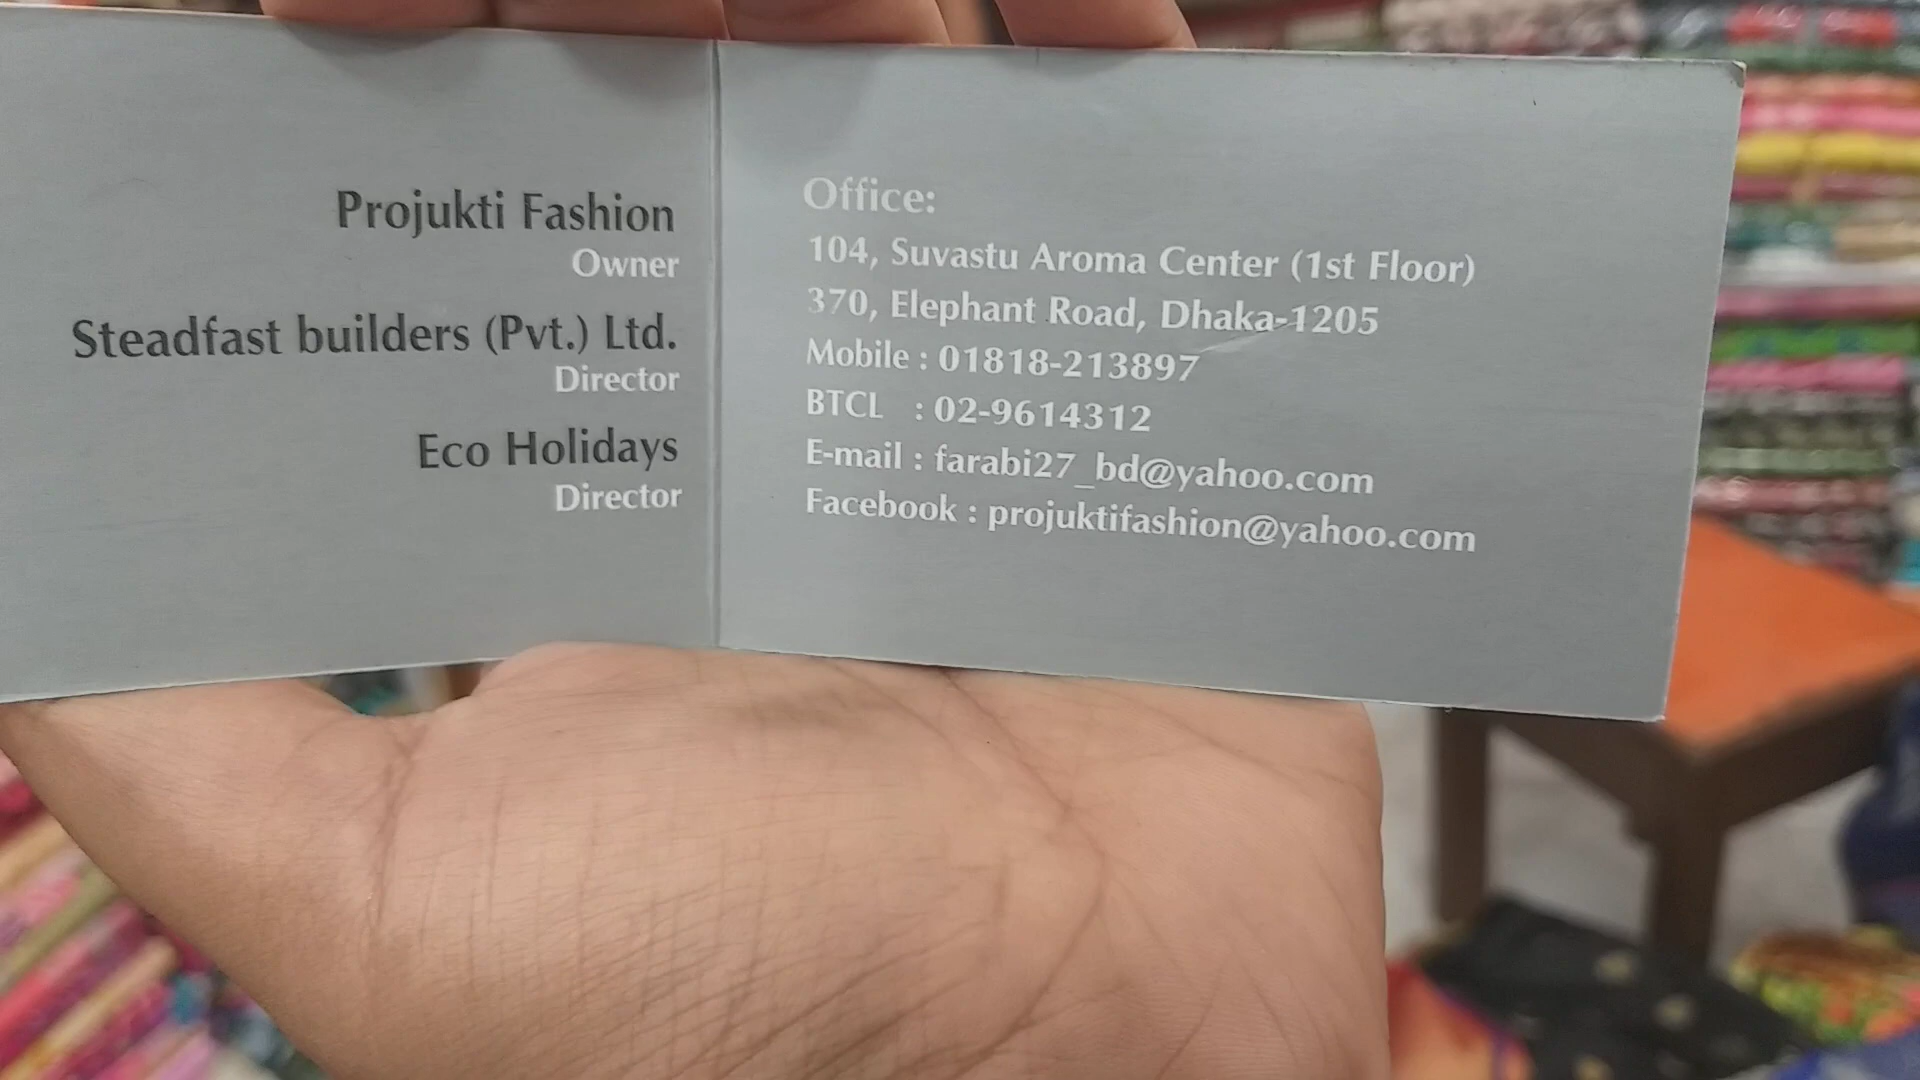 Projukti Fashion
Owner
Steadfast builders (Pvt.) Ltd.
Director
Eco Holidays
Director
Office:
104, Suvastu Aroma Center (1st Floor)
370, Elephant Road, Dhaka-1205
Mobile : 01818-213897
BTCL : 02-9614312
E-mail : farabi27_bd@yahoo.com
Facebook : projuktifashion@yahoo.com